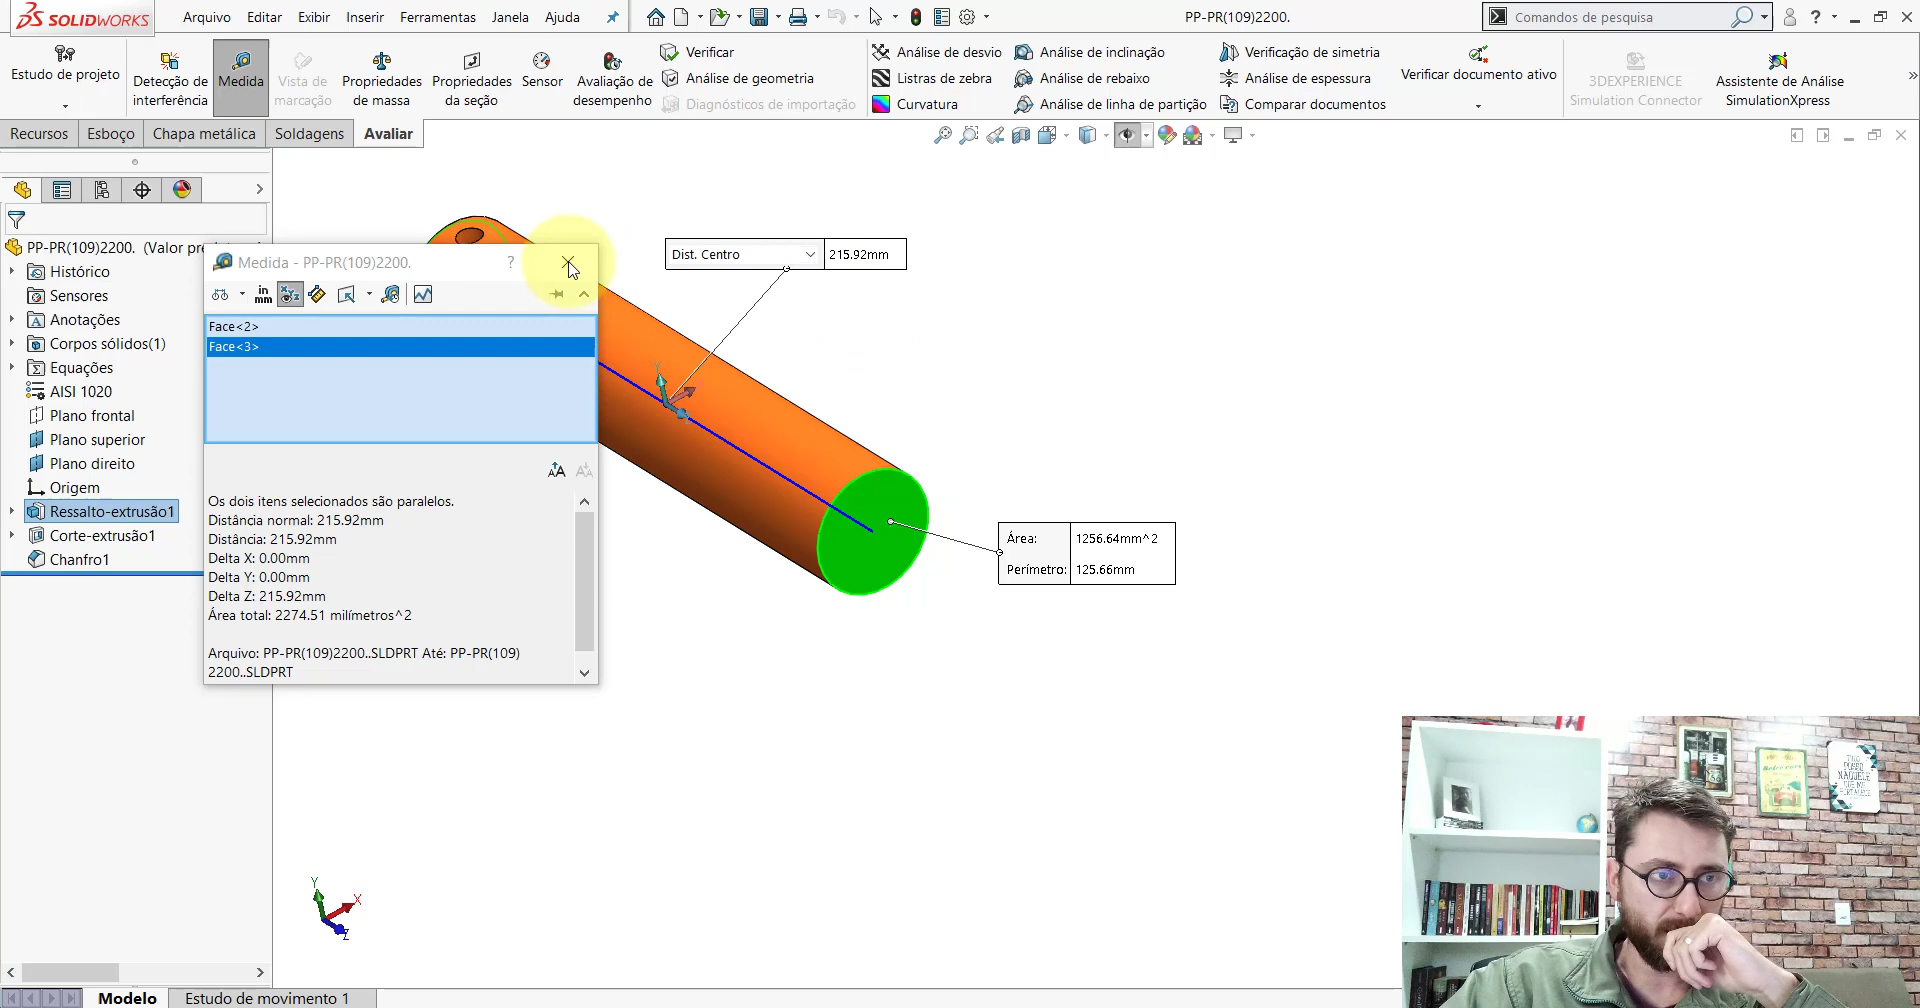 SOLIDWORKS
Arquivo Editar Exibir Inserir Ferramentas Janela Ajuda
PP-PR(109)2200.
Comandos de pesquisa
Estudo de projeto
Detecção de interferência
Medida
Vista de marcação
Propriedades de massa
Propriedades da seção
Sensor
Avaliação de desempenho
Verificar
Análise de geometria
Diagnósticos de importação
Análise de desvio
Listras de zebra
Curvatura
Análise de inclinação
Análise de rebaixo
Análise de linha de partição
Verificação de simetria
Análise de espessura
Comparar documentos
Verificar documento ativo
3DEXPERIENCE
Simulation Connector
Assistente de Análise
SimulationXpress
Recursos Esboço Chapa metálica Soldagens Avaliar
PP-PR(109)2200. (Valor pre
Histórico
Sensores
Anotações
Corpos sólidos(1)
Equações
AISI 1020
Plano frontal
Plano superior
Plano direito
Origem
Ressalto-extrusão1
Corte-extrusão1
Chanfro1
Medida - PP-PR(109)2200.
Face<2>
Face<3>
Os dois itens selecionados são paralelos.
Distância normal: 215.92mm
Distância: 215.92mm
Delta X: 0.00mm
Delta Y: 0.00mm
Delta Z: 215.92mm
Área total: 2274.51 milímetros^2
Arquivo: PP-PR(109)2200..SLDPRT Até: PP-PR(109)
2200..SLDPRT
Dist. Centro 215.92mm
Área: 1256.64mm^2
Perímetro: 125.66mm
Y
X
Z
Modelo Estudo de movimento 1